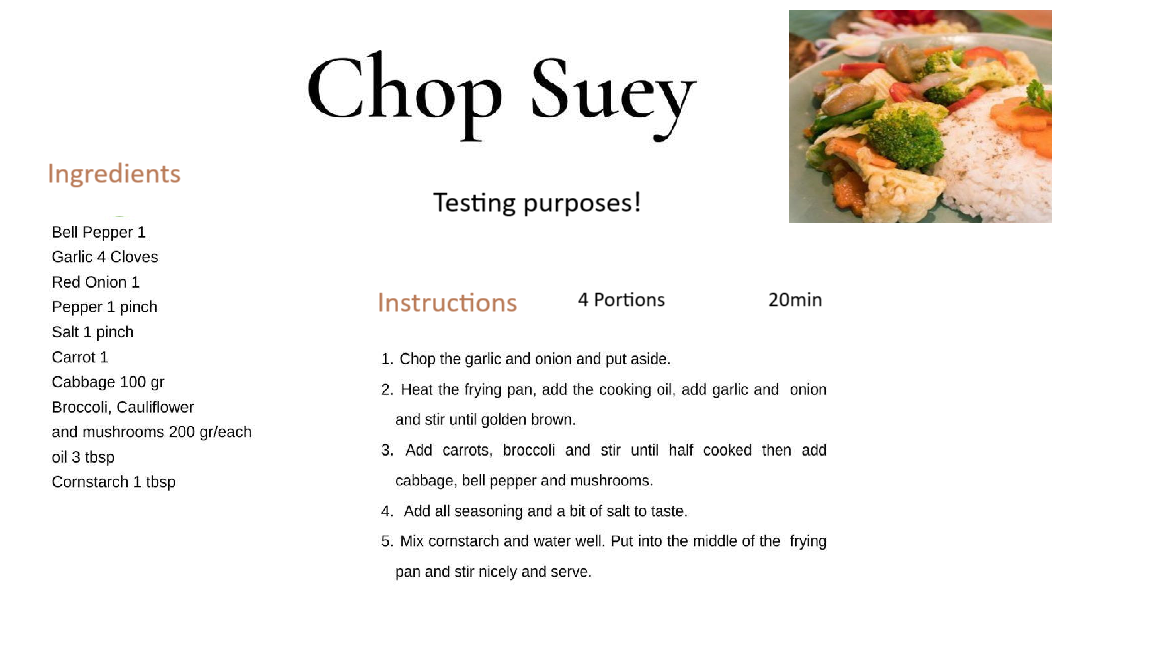 Chop Suey
Ingredients
Testing purposes!
Bell Pepper 1
Garlic 4 Cloves
Red Onion 1
Pepper 1 pinch
Salt 1 pinch
Carrot 1
Cabbage 100 gr
Broccoli, Cauliflower
and mushrooms 200 gr/each
oil 3 tbsp
Cornstarch 1 tbsp
Instructions 4 Portions 20min
1. Chop the garlic and onion and put aside.
2. Heat the frying pan, add the cooking oil, add garlic and onion
and stir until golden brown.
3. Add carrots, broccoli and stir until half cooked then add
cabbage, bell pepper and mushrooms.
4. Add all seasoning and a bit of salt to taste.
5. Mix cornstarch and water well. Put into the middle of the frying
pan and stir nicely and serve.